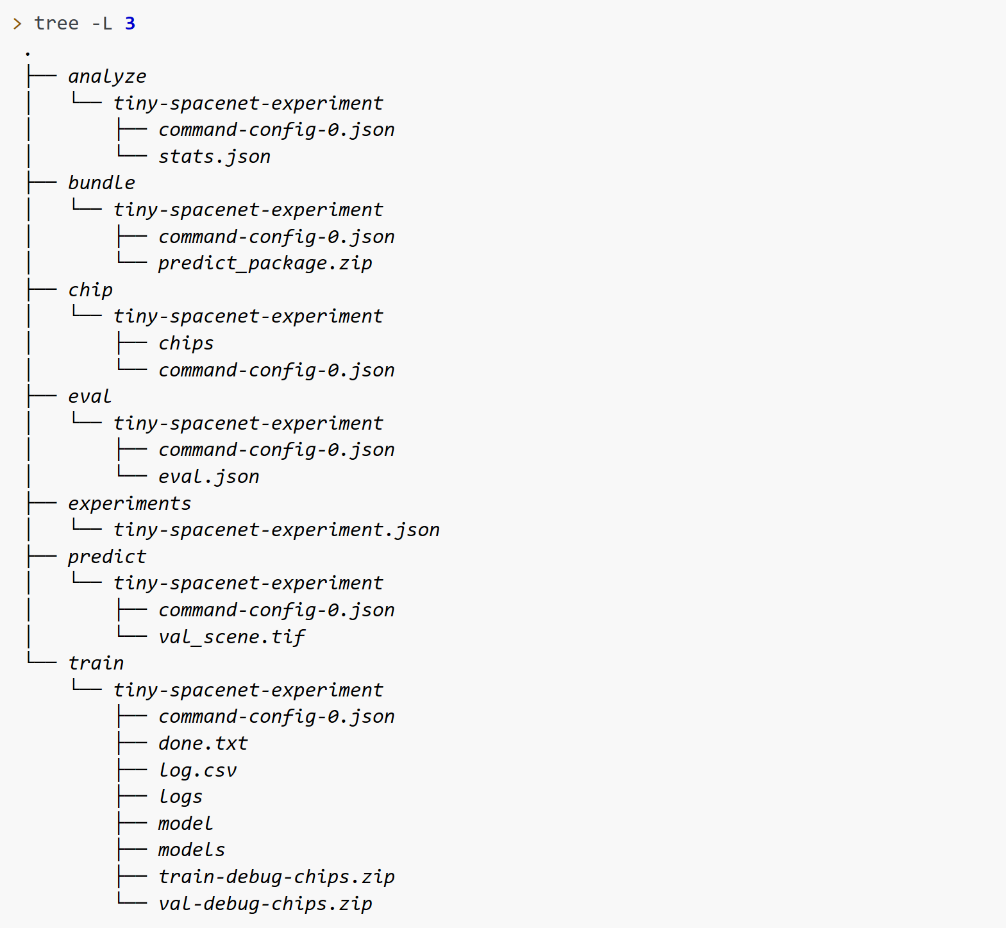 > tree -L 3
.
├── analyze
│   └── tiny-spacenet-experiment
│       ├── command-config-0.json
│       └── stats.json
├── bundle
│   └── tiny-spacenet-experiment
│       ├── command-config-0.json
│       └── predict_package.zip
├── chip
│   └── tiny-spacenet-experiment
│       ├── chips
│       └── command-config-0.json
├── eval
│   └── tiny-spacenet-experiment
│       ├── command-config-0.json
│       └── eval.json
├── experiments
│   └── tiny-spacenet-experiment.json
├── predict
│   └── tiny-spacenet-experiment
│       ├── command-config-0.json
│       └── val_scene.tif
└── train
    └── tiny-spacenet-experiment
        ├── command-config-0.json
        ├── done.txt
        ├── log.csv
        ├── logs
        ├── model
        ├── models
        ├── train-debug-chips.zip
        └── val-debug-chips.zip